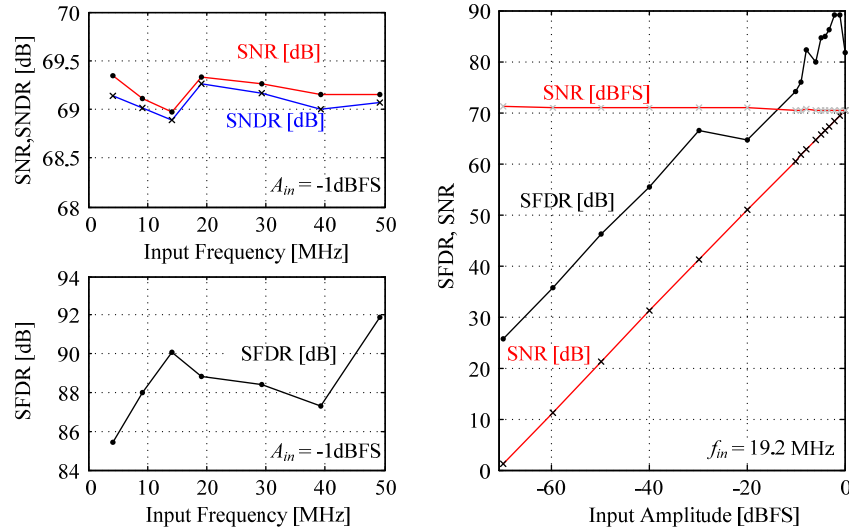 70
69.5
69
68.5
68
SNR,SNDR [dB]
SNR [dB]
SNDR [dB]
A_in = -1dBFS
0 10 20 30 40 50
Input Frequency [MHz]
94
92
90
88
86
84
SFDR [dB]
SFDR [dB]
A_in = -1dBFS
0 10 20 30 40 50
Input Frequency [MHz]
90
80
70
60
50
40
30
20
10
0
SFDR, SNR
SNR [dBFS]
SFDR [dB]
SNR [dB]
f_in = 19.2 MHz
-60 -40 -20 0
Input Amplitude [dBFS]